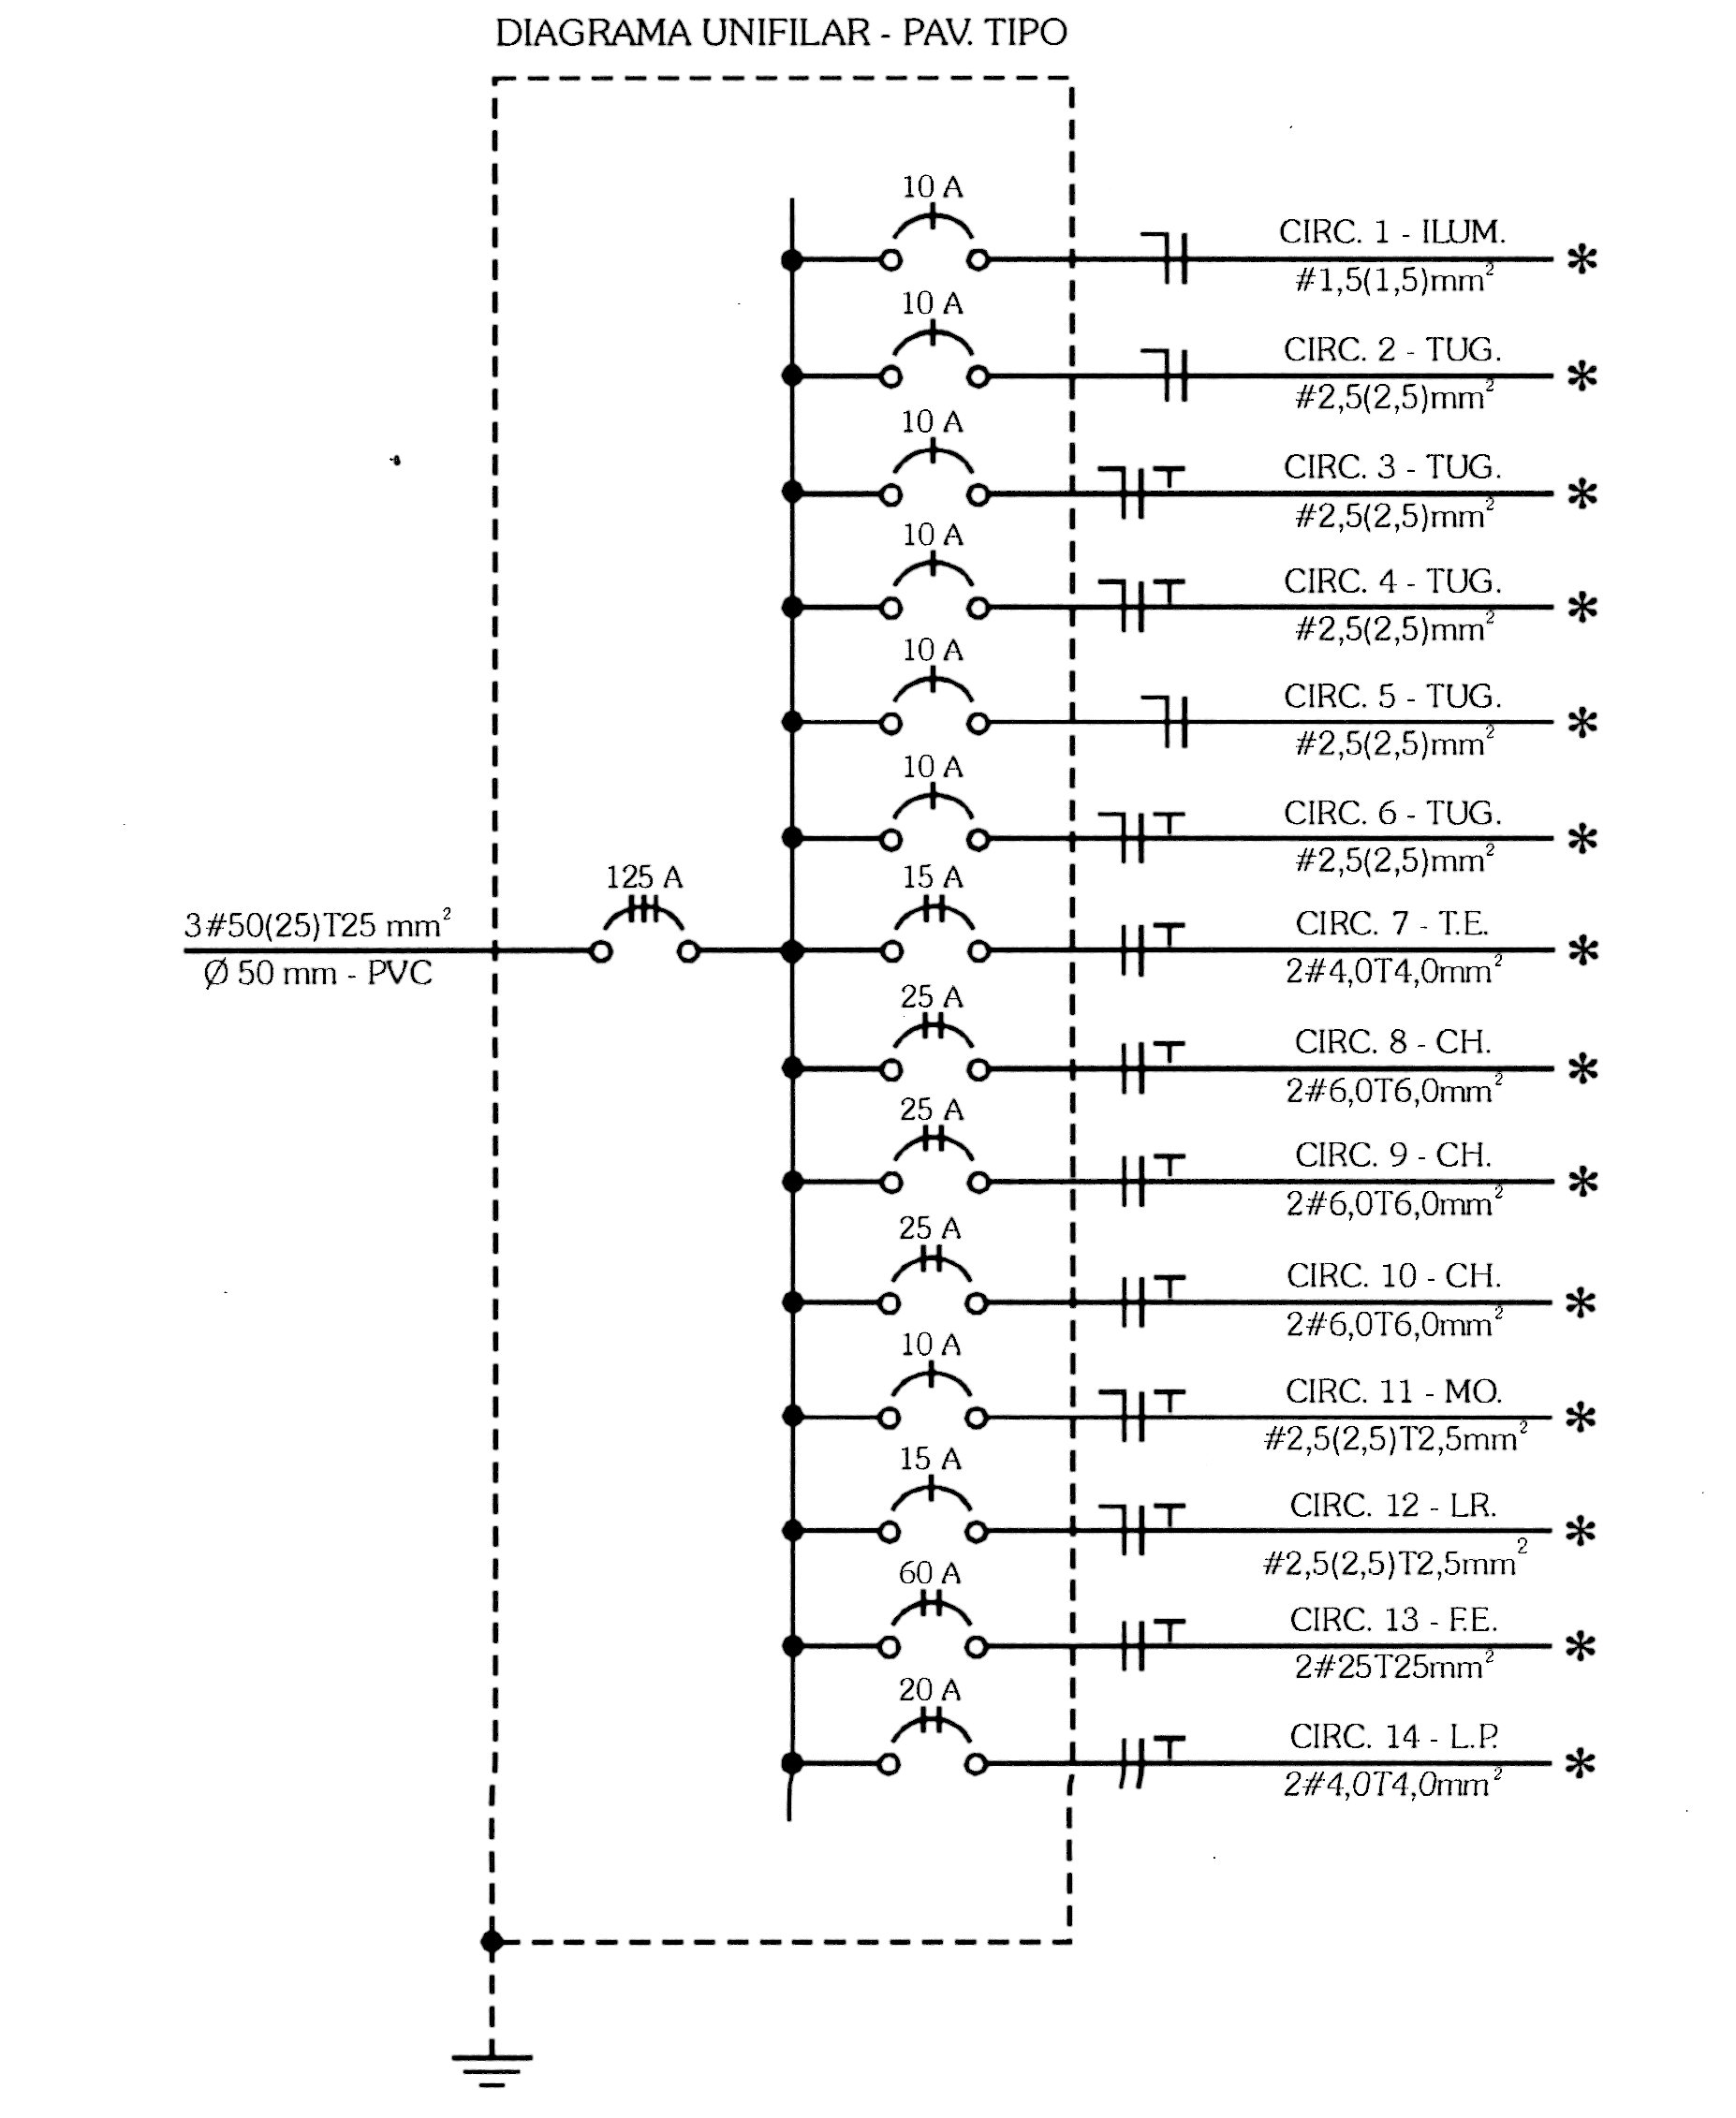 DIAGRAMA UNIFILAR - PAV. TIPO
10 A
CIRC. 1 - ILUM.
#1,5(1,5)mm²
10 A
CIRC. 2 - TUG.
#2,5(2,5)mm²
10 A
CIRC. 3 - TUG.
#2,5(2,5)mm²
10 A
CIRC. 4 - TUG.
#2,5(2,5)mm²
10 A
CIRC. 5 - TUG.
#2,5(2,5)mm²
10 A
CIRC. 6 - TUG.
#2,5(2,5)mm²
125 A
3#50(25)T25 mm²
Ø 50 mm - PVC
15 A
CIRC. 7 - T.E.
2#4,0T4,0mm²
25 A
CIRC. 8 - CH.
2#6,0T6,0mm²
25 A
CIRC. 9 - CH.
2#6,0T6,0mm²
25 A
CIRC. 10 - CH.
2#6,0T6,0mm²
10 A
CIRC. 11 - MO.
#2,5(2,5)T2,5mm²
15 A
CIRC. 12 - LR.
#2,5(2,5)T2,5mm²
60 A
CIRC. 13 - F.E.
2#25T25mm²
20 A
CIRC. 14 - L.P.
2#4,0T4,0mm²